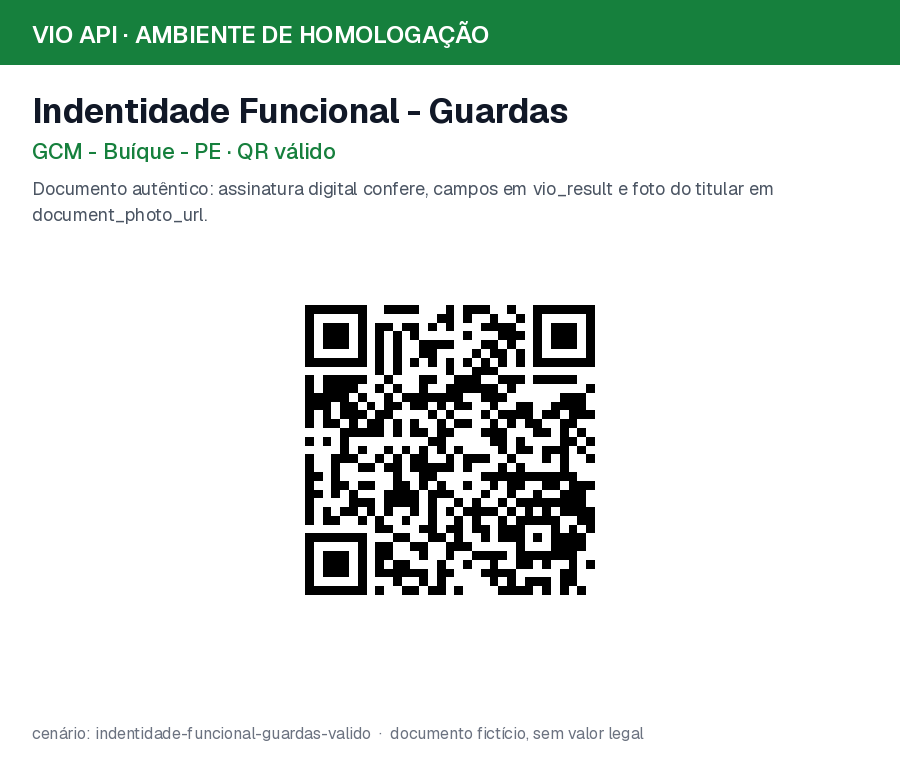 VIO API · AMBIENTE DE HOMOLOGAÇÃO
Indentidade Funcional - Guardas
GCM - Buíque - PE · QR válido
Documento autêntico: assinatura digital confere, campos em vio_result e foto do titular em
document_photo_url.
cenário: indentidade-funcional-guardas-valido · documento fictício, sem valor legal